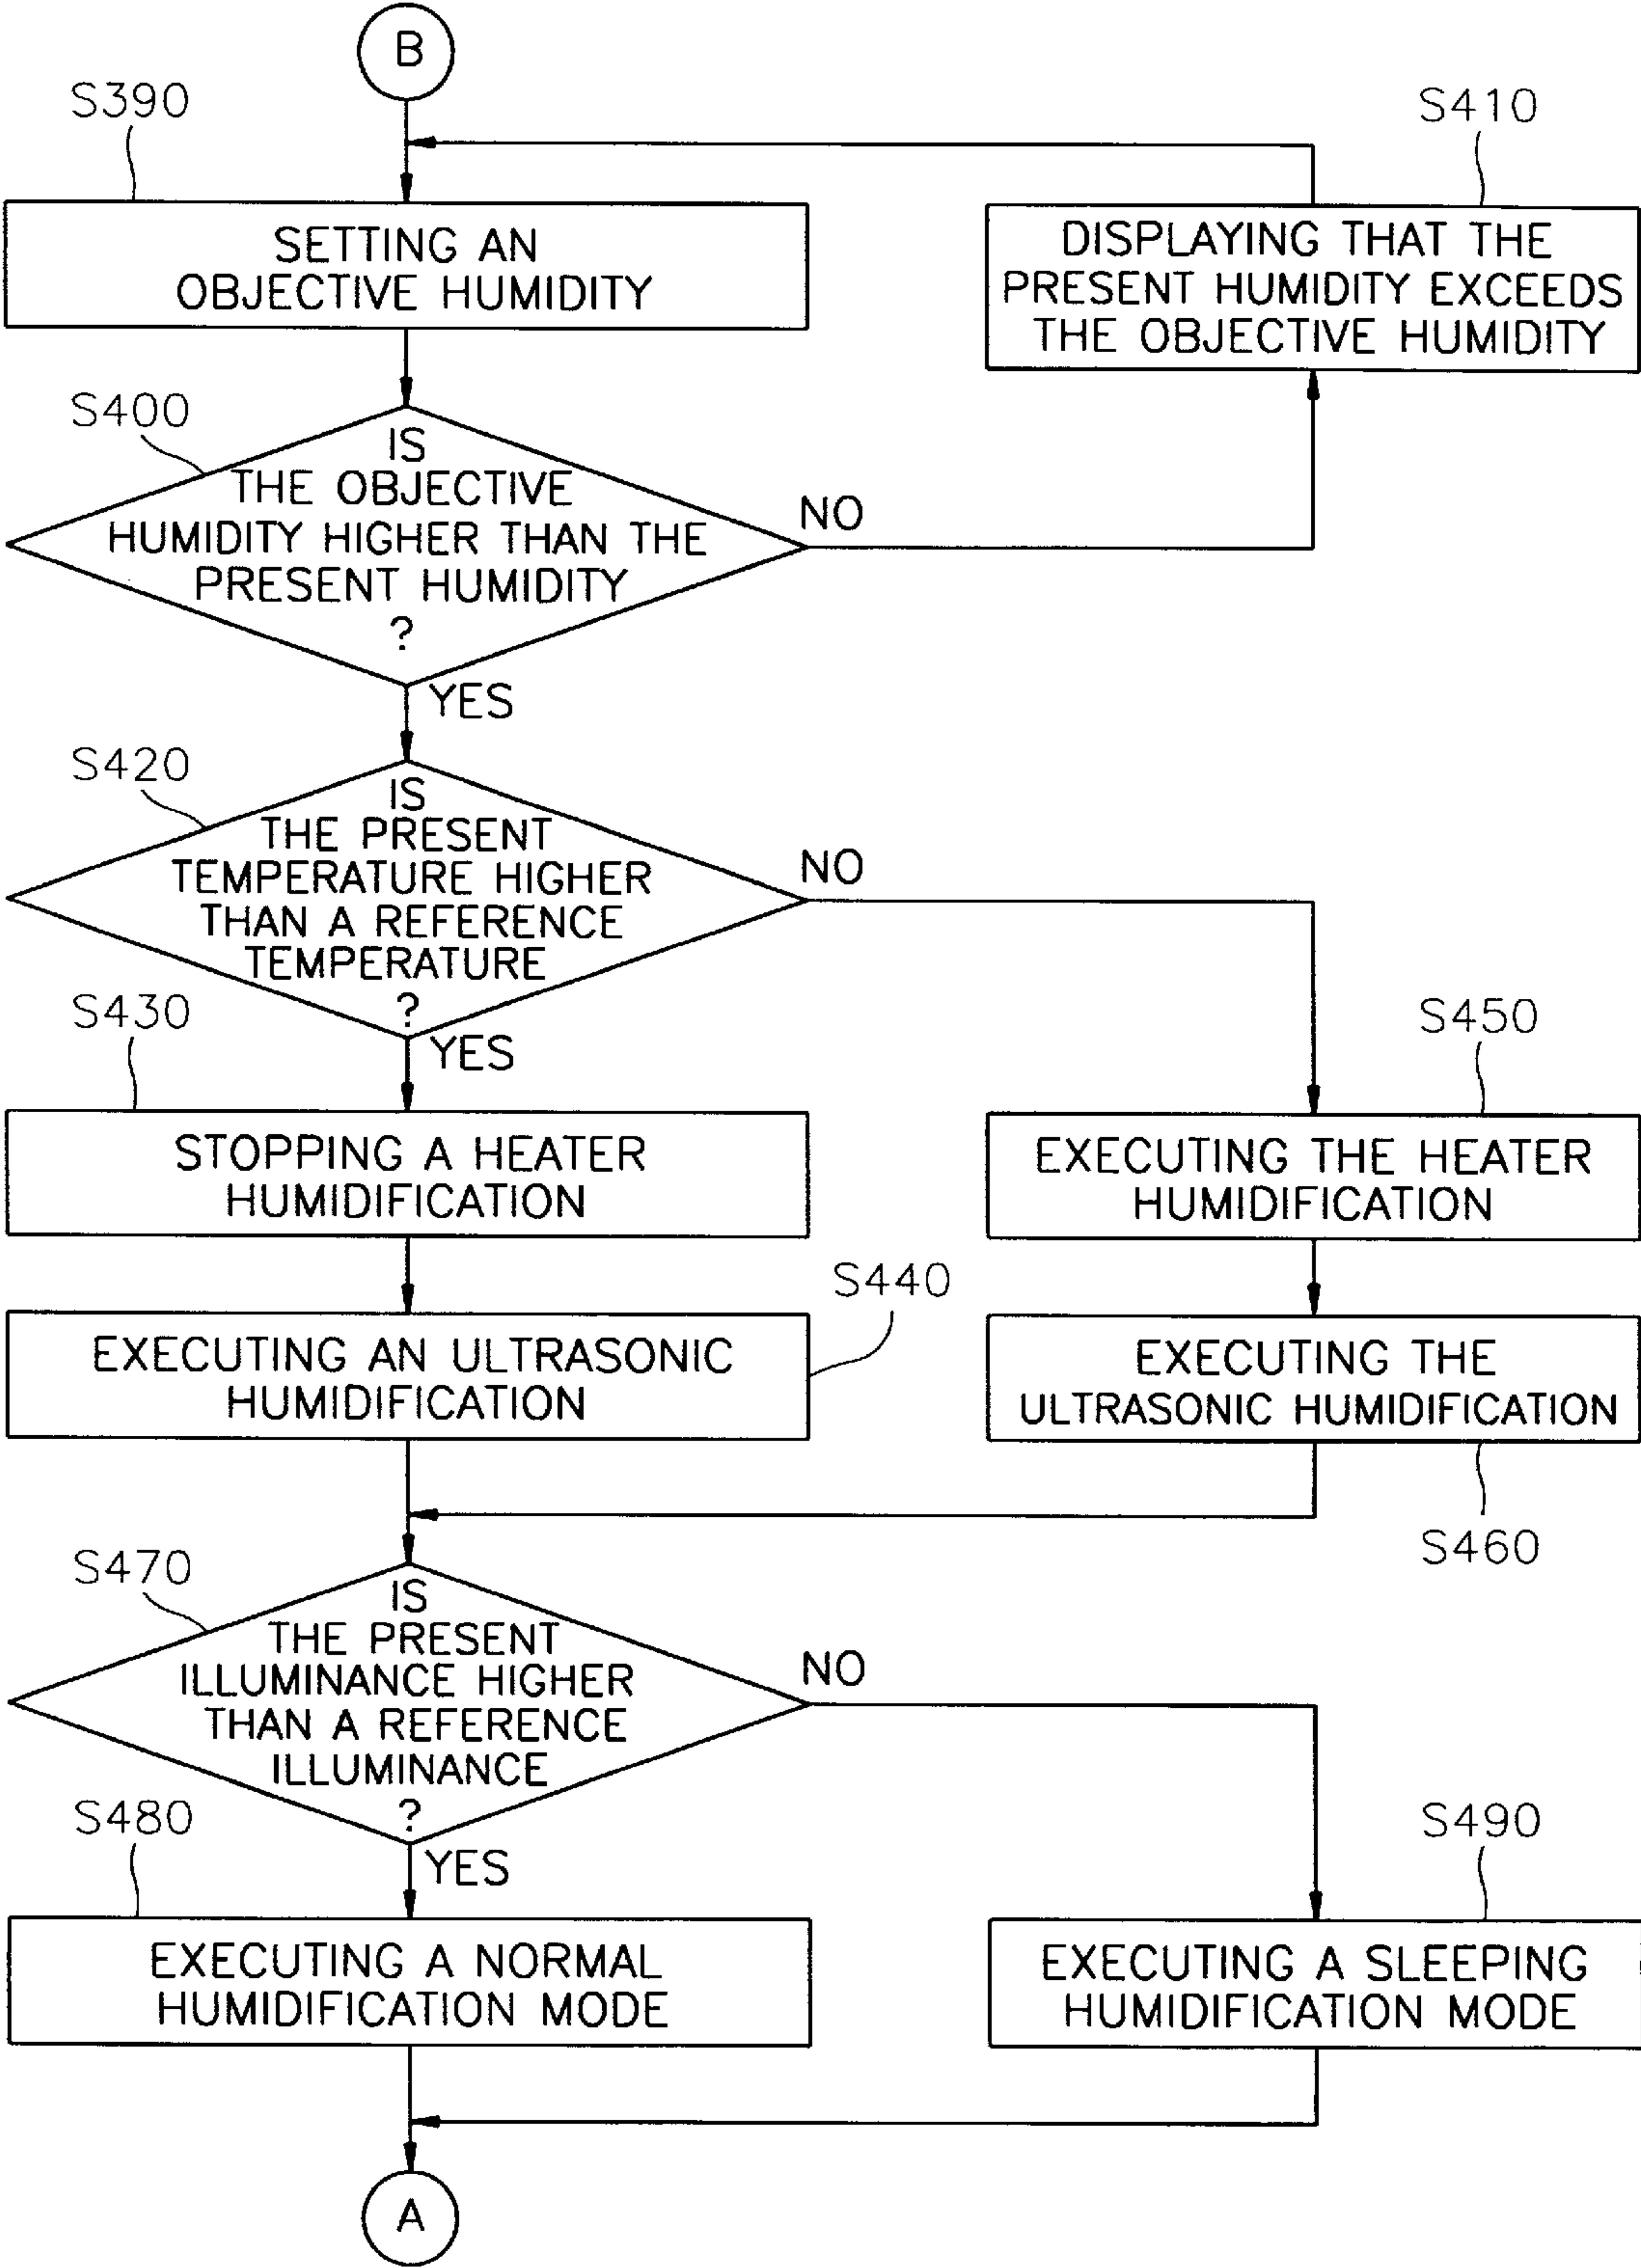 B
S390
S410
SETTING AN
OBJECTIVE HUMIDITY
DISPLAYING THAT THE
PRESENT HUMIDITY EXCEEDS
THE OBJECTIVE HUMIDITY
S400
IS
THE OBJECTIVE
HUMIDITY HIGHER THAN THE
PRESENT HUMIDITY
?
NO
YES
S420
IS
THE PRESENT
TEMPERATURE HIGHER
THAN A REFERENCE
TEMPERATURE
?
NO
YES
S430
STOPPING A HEATER
HUMIDIFICATION
S450
EXECUTING THE HEATER
HUMIDIFICATION
S440
EXECUTING AN ULTRASONIC
HUMIDIFICATION
EXECUTING THE
ULTRASONIC HUMIDIFICATION
S460
S470
IS
THE PRESENT
ILLUMINANCE HIGHER
THAN A REFERENCE
ILLUMINANCE
?
NO
YES
S480
EXECUTING A NORMAL
HUMIDIFICATION MODE
S490
EXECUTING A SLEEPING
HUMIDIFICATION MODE
A